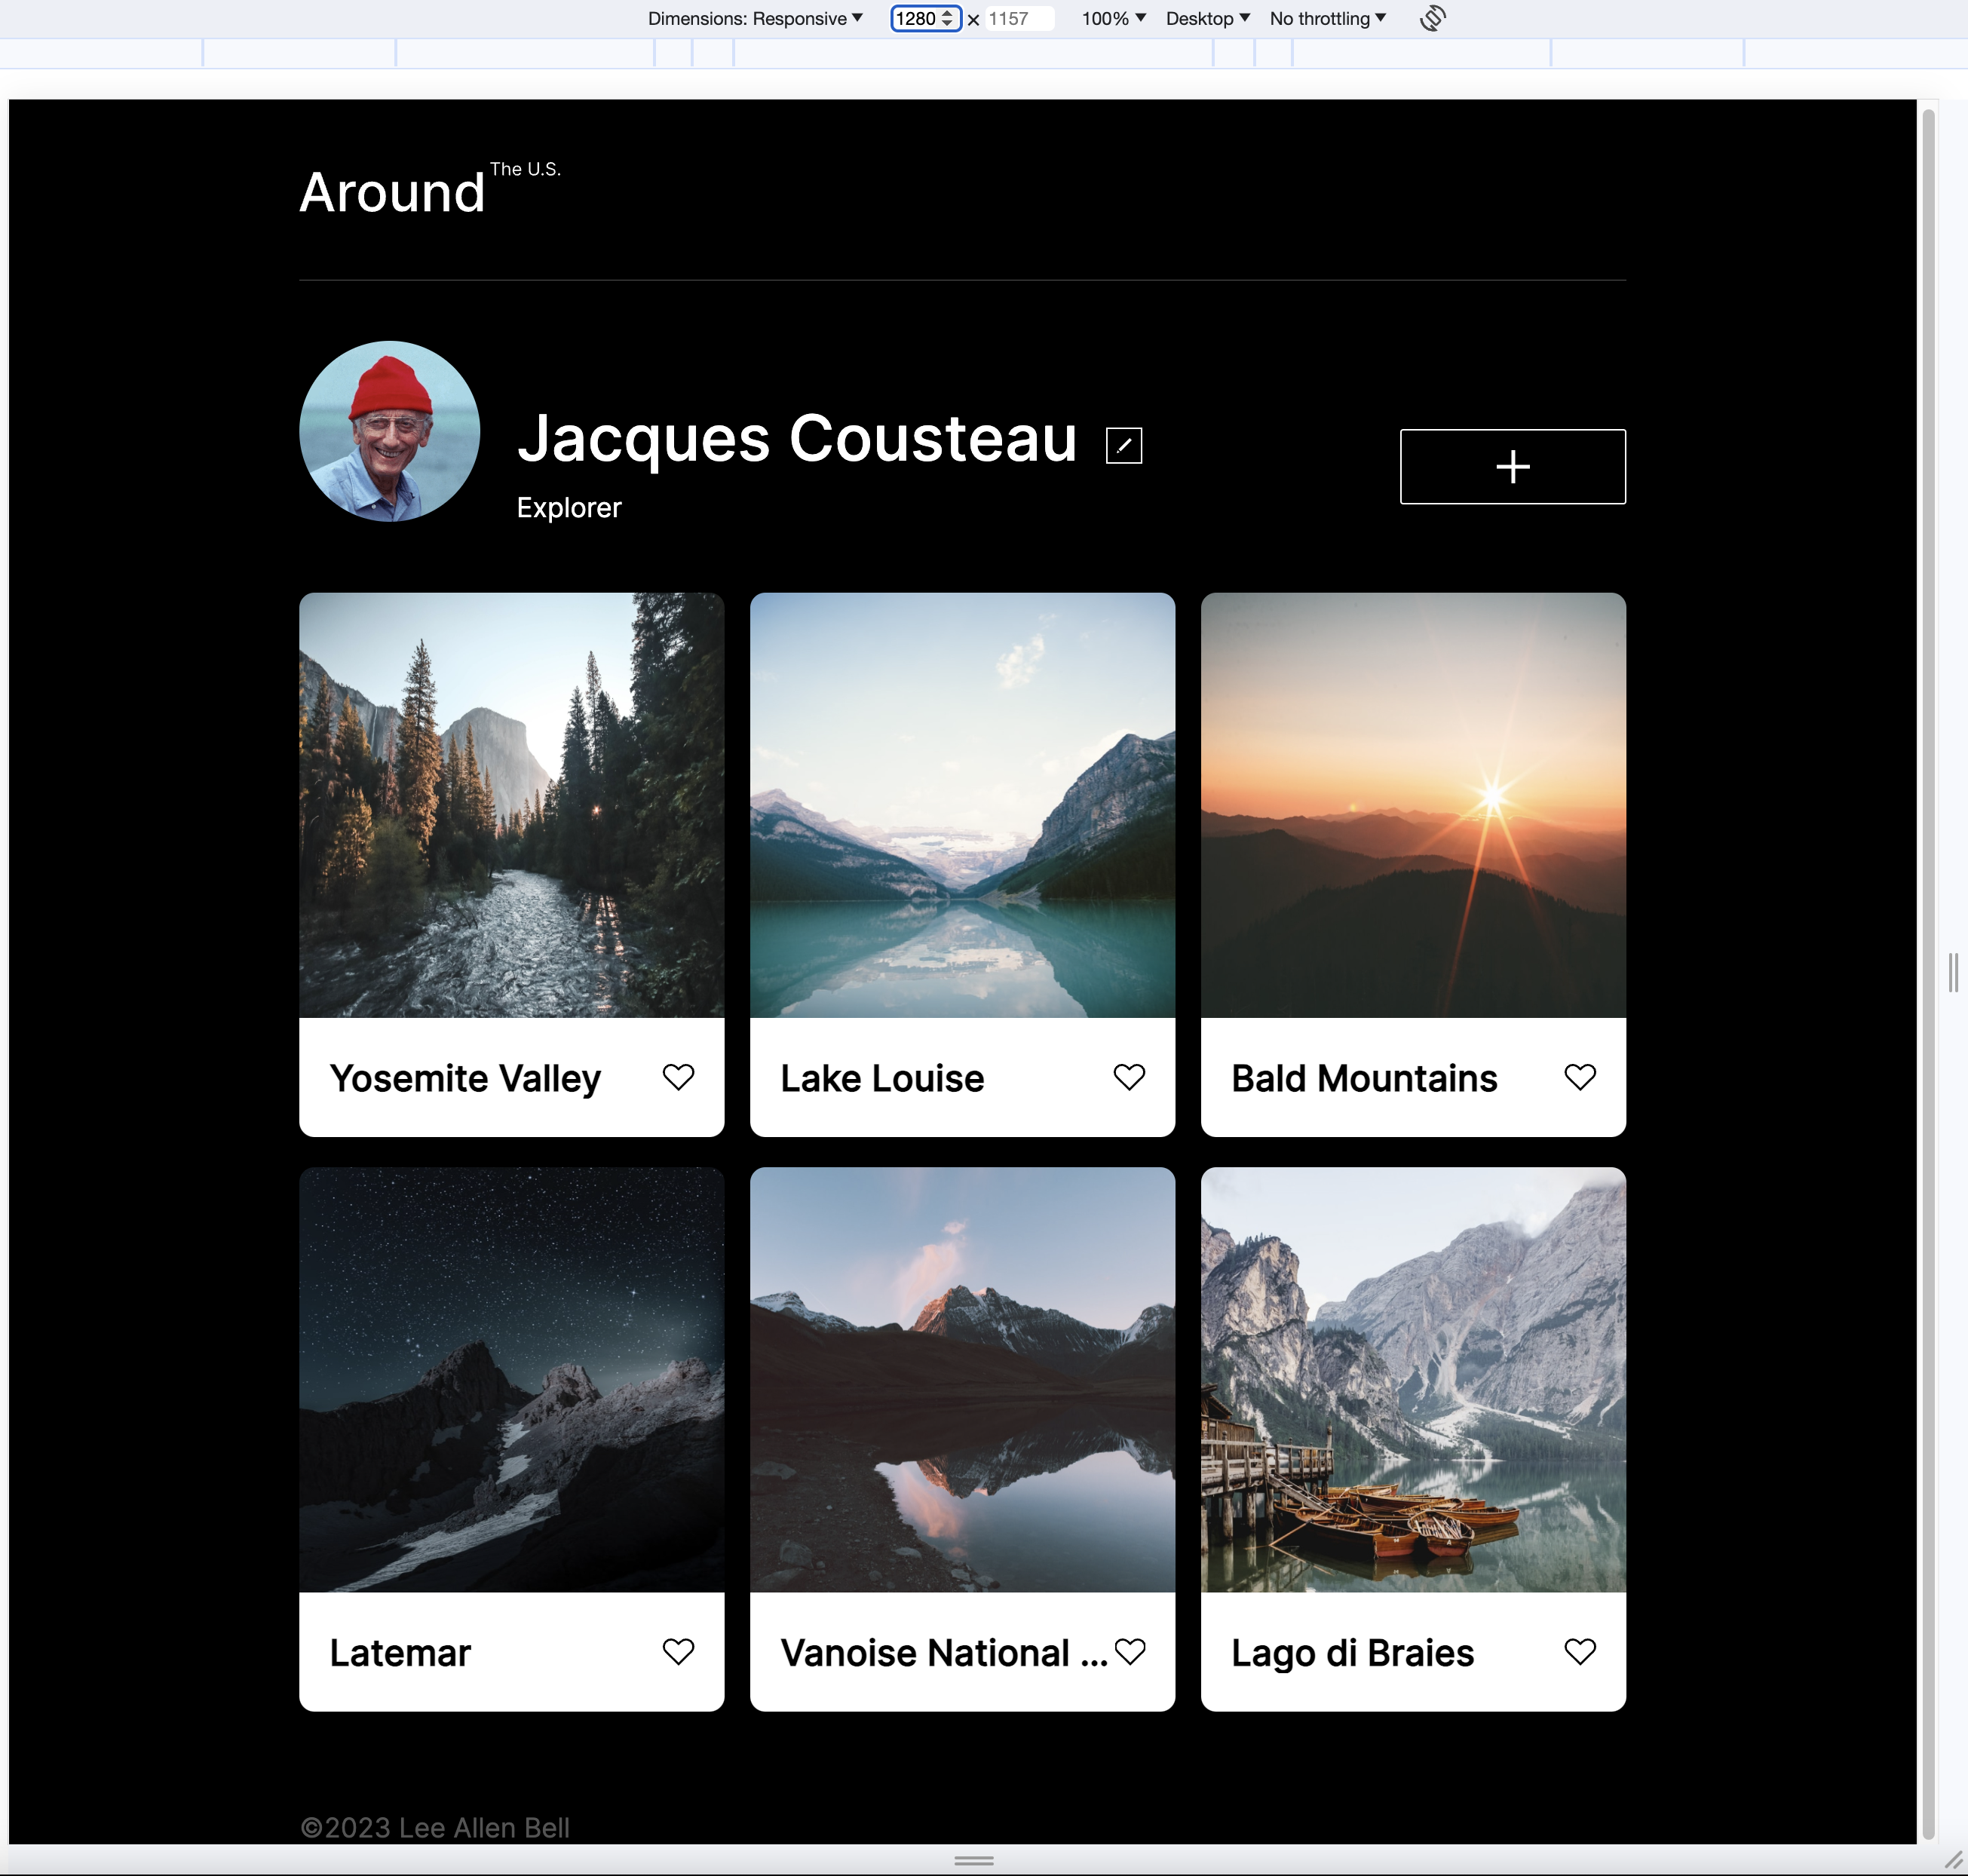 Dimensions: Responsive 1280 × 1157 100% Desktop No throttling
Around The U.S.
Jacques Cousteau
Explorer
Yosemite Valley
Lake Louise
Bald Mountains
Latemar
Vanoise National ...
Lago di Braies
©2023 Lee Allen Bell